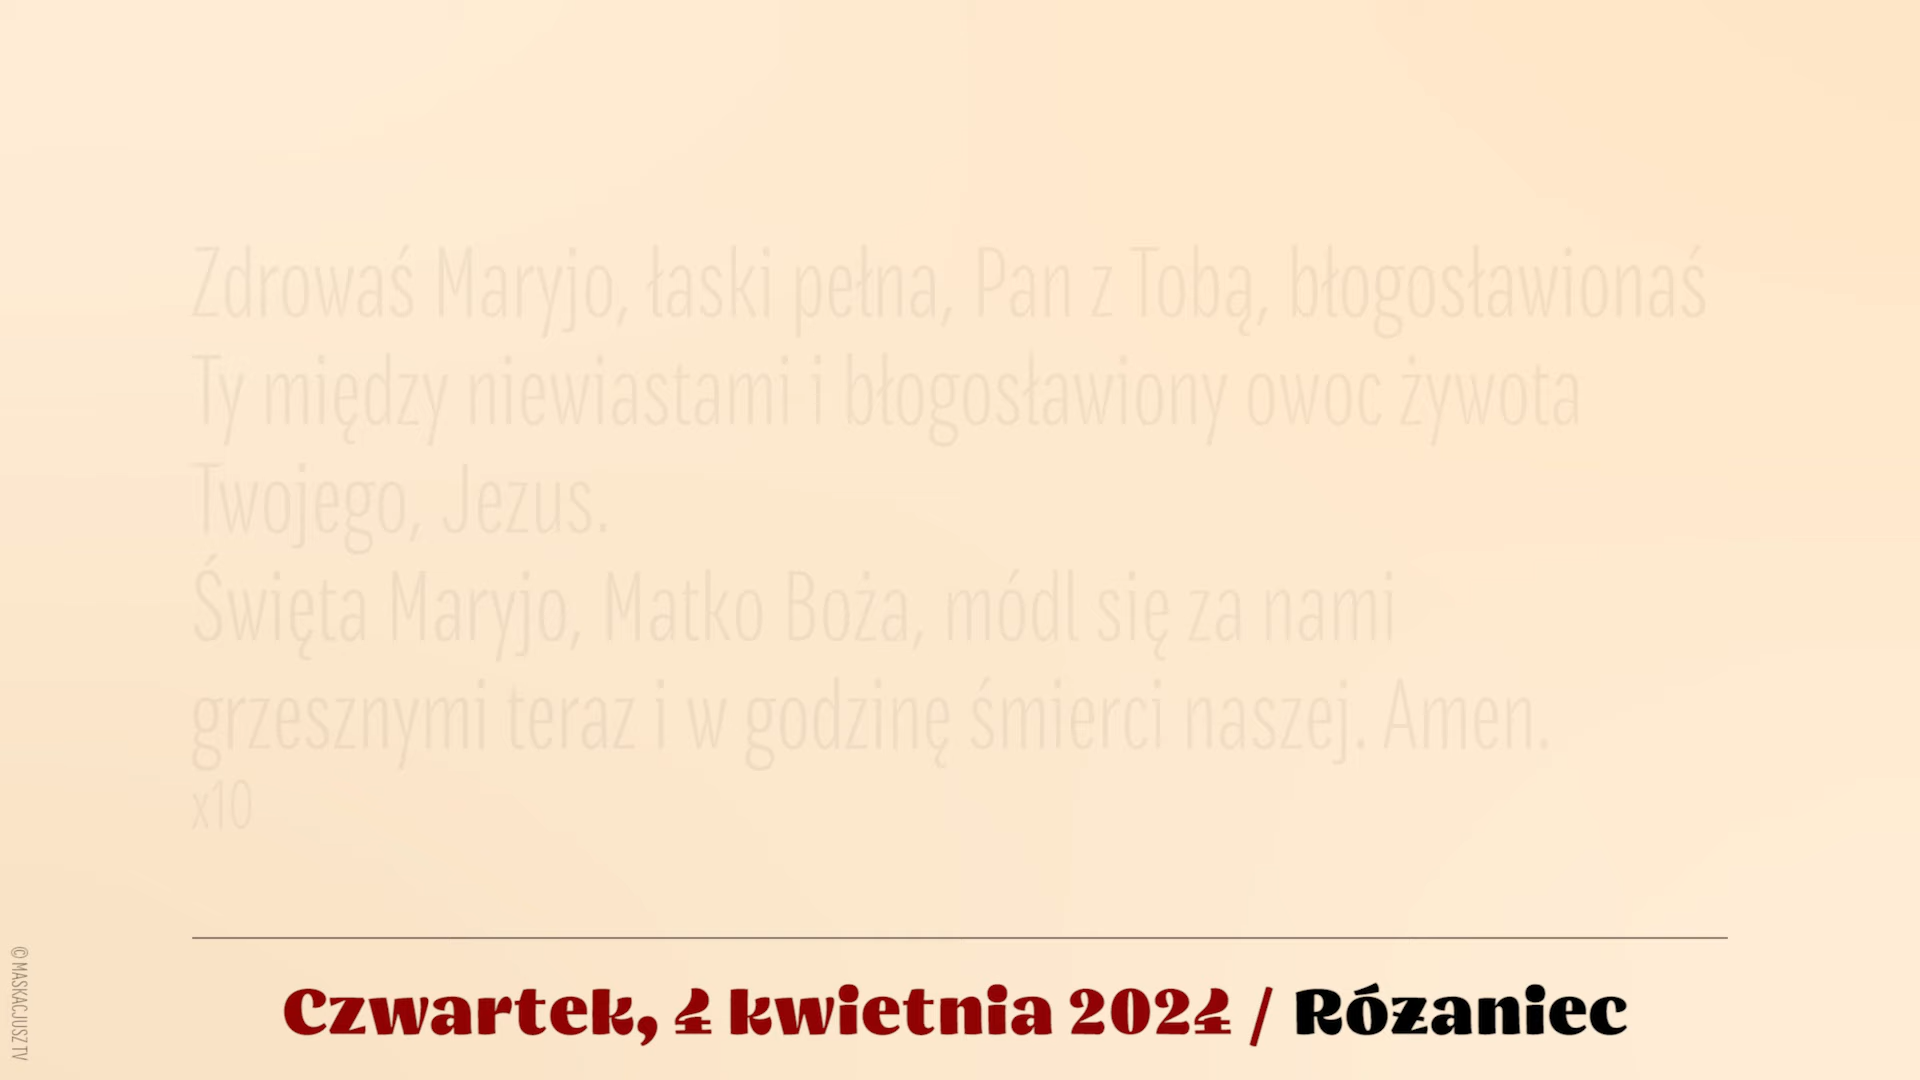 Zdrowaś Maryjo, łaski pełna, Pan z Tobą, błogosławionaś
Ty między niewiastami i błogosławiony owoc żywota
Twojego, Jezus.
Święta Maryjo, Matko Boża, módl się za nami
grzesznymi teraz i w godzinę śmierci naszej. Amen.
x10
Czwartek, 4 kwietnia 2024 / Różaniec
© MASKACJUSZ TV